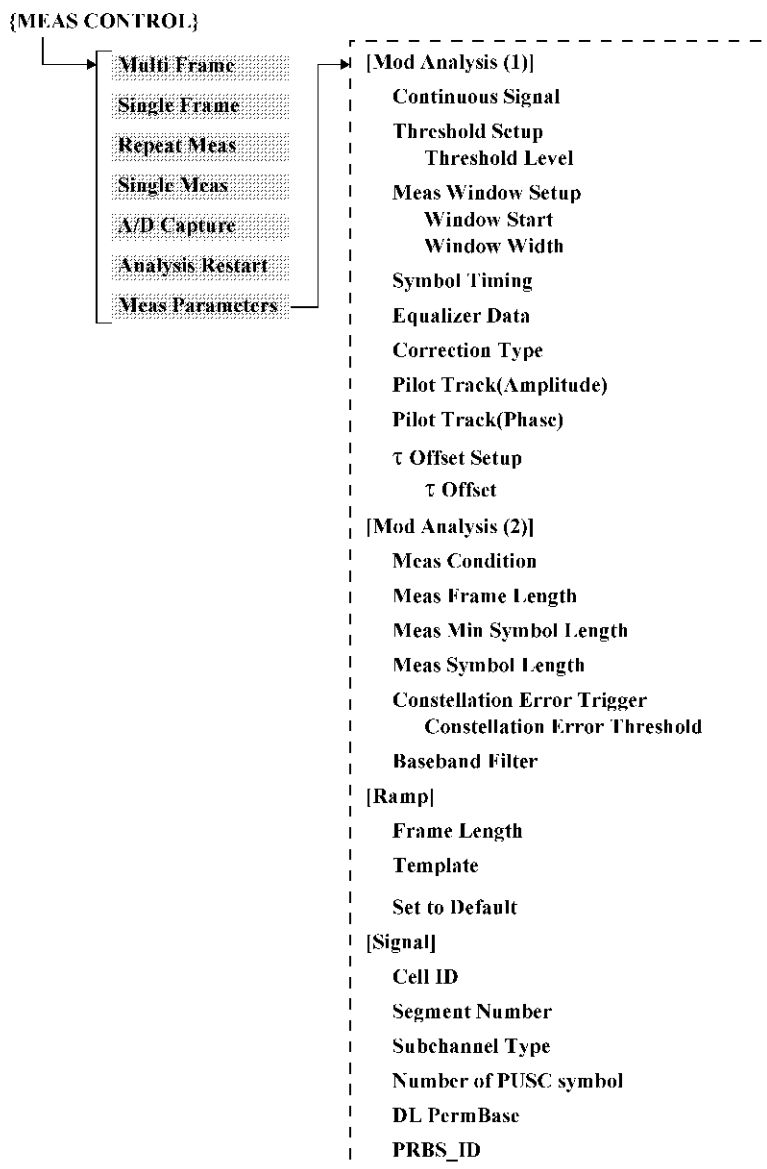 {MEAS CONTROL}
Multi Frame
Single Frame
Repeat Meas
Single Meas
A/D Capture
Analysis Restart
Meas Parameters
[Mod Analysis (1)]
Continuous Signal
Threshold Setup
Threshold Level
Meas Window Setup
Window Start
Window Width
Symbol Timing
Equalizer Data
Correction Type
Pilot Track(Amplitude)
Pilot Track(Phase)
τ Offset Setup
τ Offset
[Mod Analysis (2)]
Meas Condition
Meas Frame Length
Meas Min Symbol Length
Meas Symbol Length
Constellation Error Trigger
Constellation Error Threshold
Baseband Filter
[Ramp]
Frame Length
Template
Set to Default
[Signal]
Cell ID
Segment Number
Subchannel Type
Number of PUSC symbol
DL PermBase
PRBS_ID